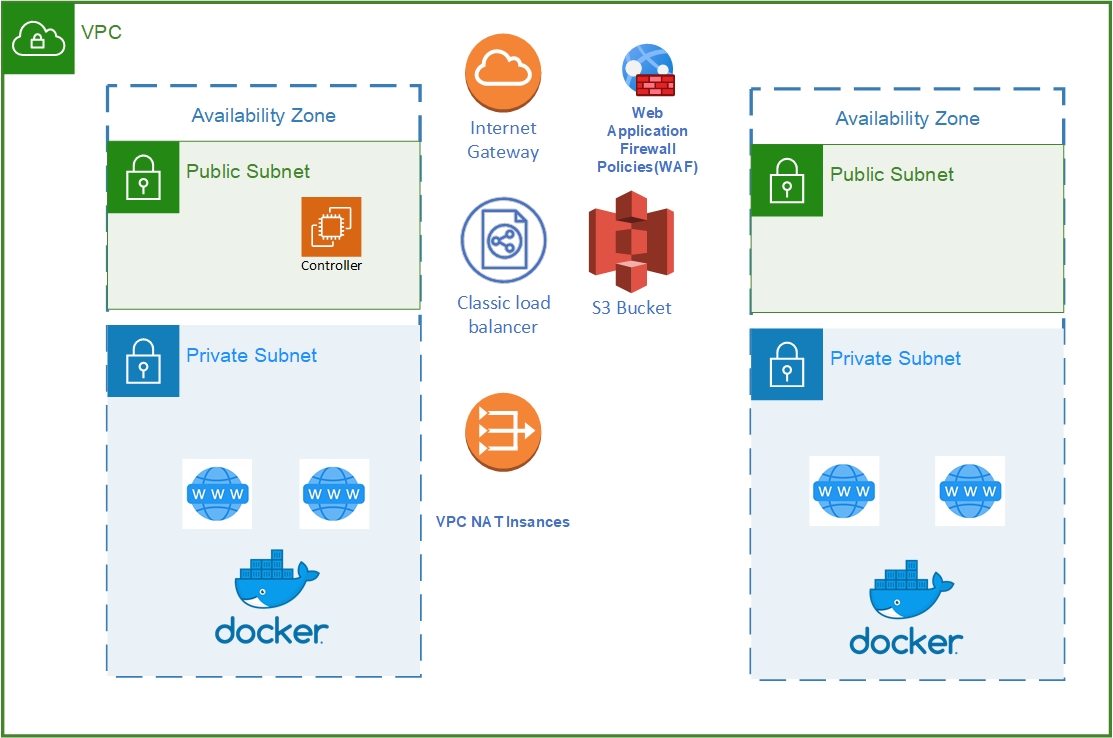 VPC
Availability Zone
Public Subnet
Controller
Private Subnet
WWW
WWW
docker
Internet
Gateway
Web
Application
Firewall
Policies(WAF)
Classic load
balancer
S3 Bucket
VPC NAT Insances
Availability Zone
Public Subnet
Private Subnet
WWW
WWW
docker